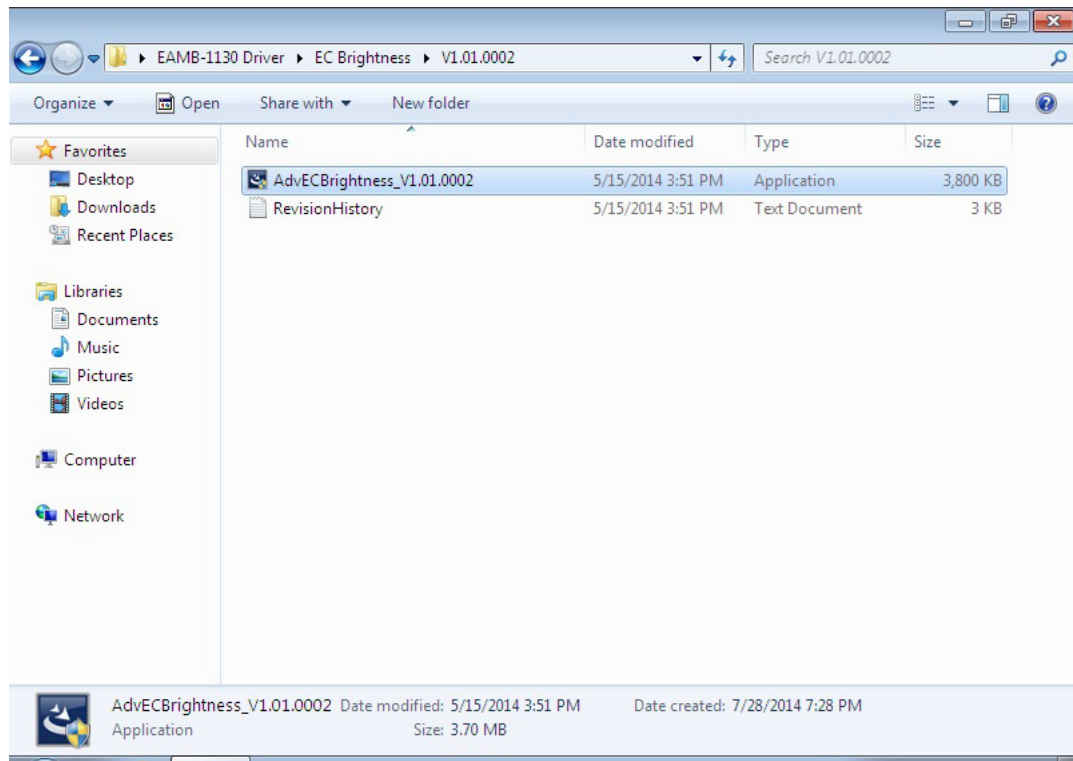 EAMB-1130 Driver EC Brightness V1.01.0002 Search V1.01.0002
Organize Open Share with New folder
Name Date modified Type Size
Favorites
Desktop
Downloads
Recent Places
Libraries
Documents
Music
Pictures
Videos
Computer
Network
AdvECBrightness_V1.01.0002 5/15/2014 3:51 PM Application 3,800 KB
RevisionHistory 5/15/2014 3:51 PM Text Document 3 KB
AdvECBrightness_V1.01.0002 Date modified: 5/15/2014 3:51 PM Date created: 7/28/2014 7:28 PM
Application Size: 3.70 MB